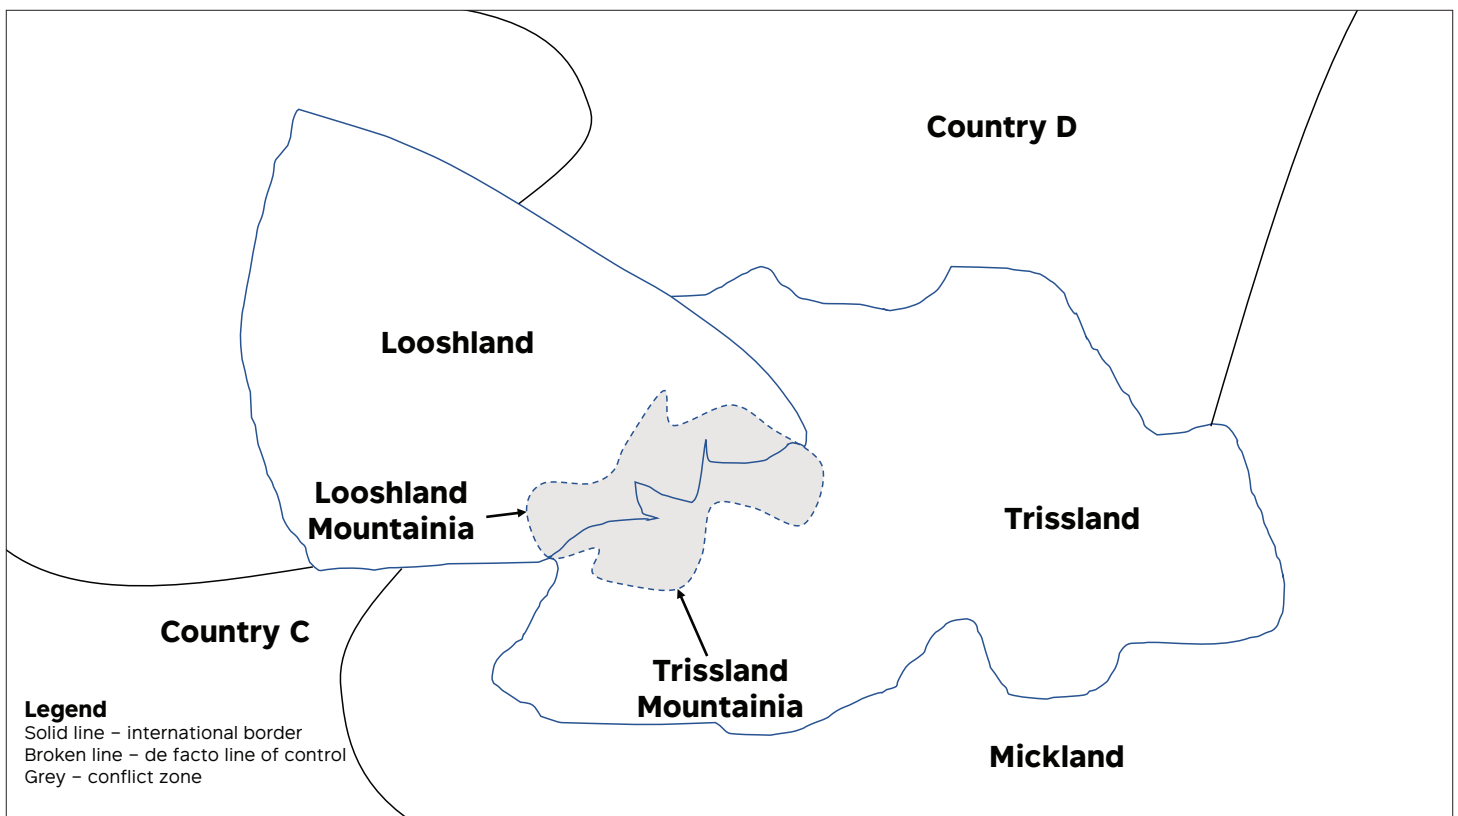 Country D
Looshland
Looshland
Mountainia
Trissland
Country C
Trissland
Mountainia
Mickland
Legend
Solid line – international border
Broken line – de facto line of control
Grey – conflict zone